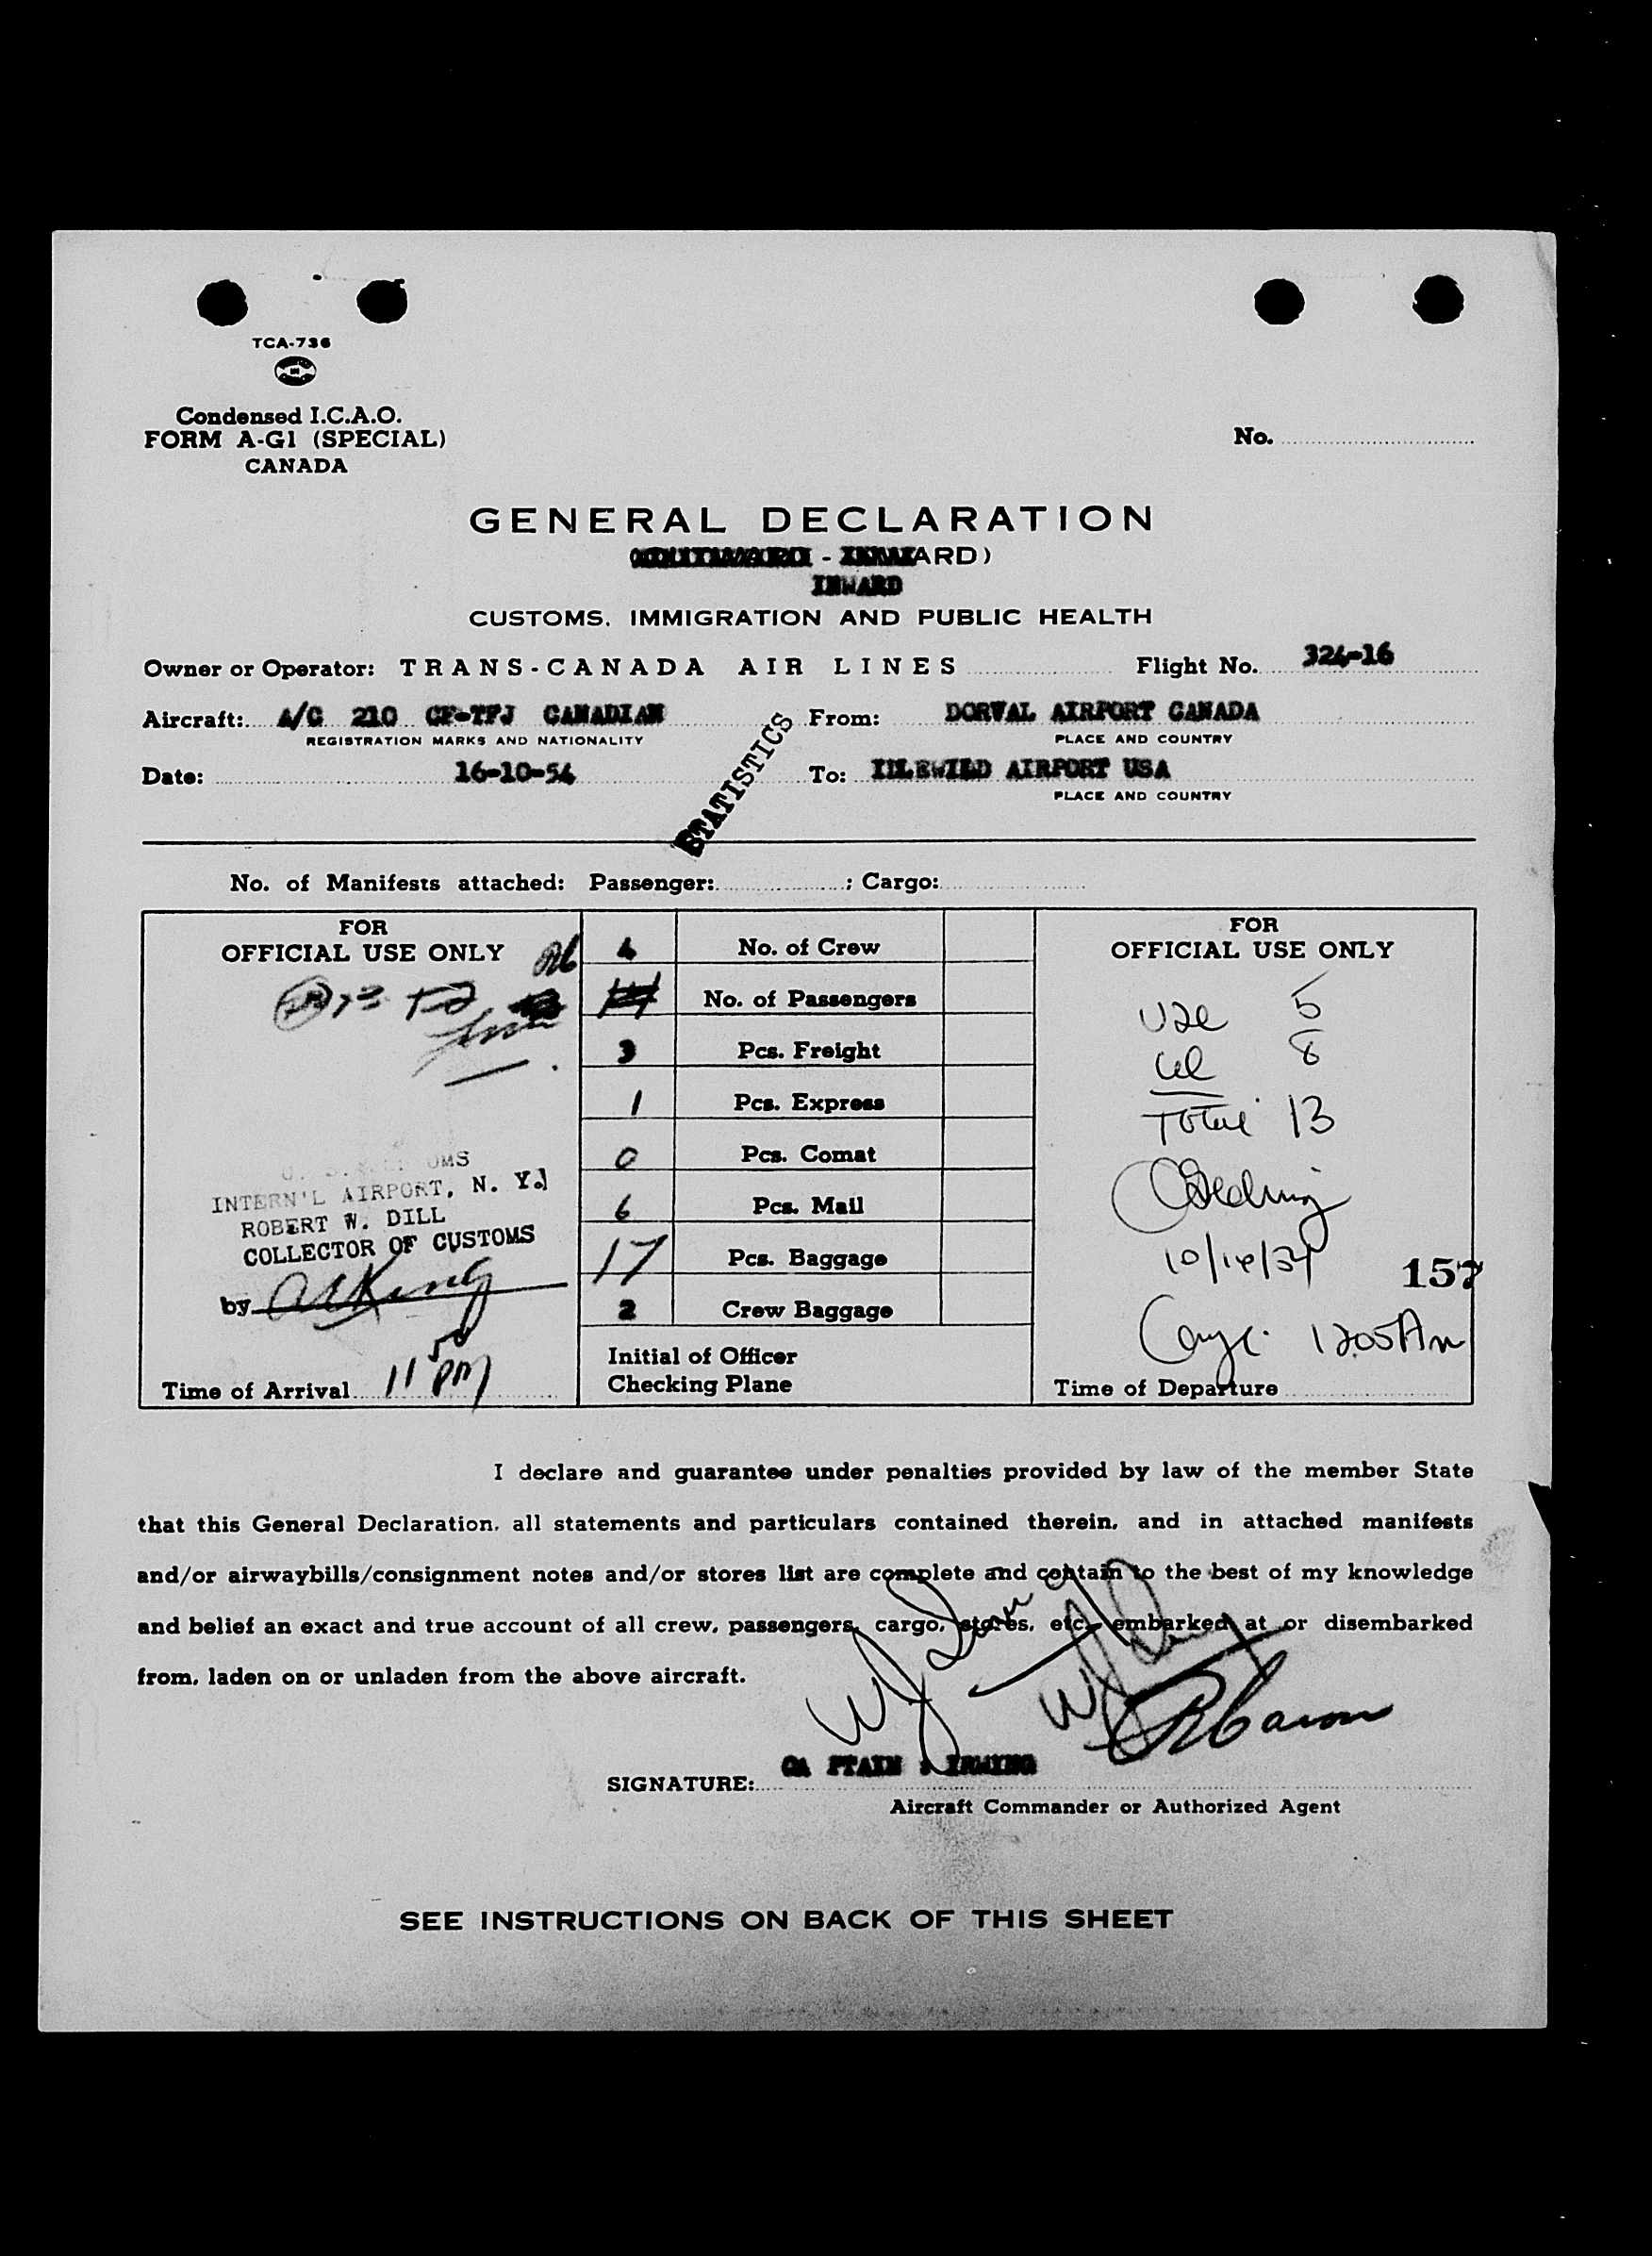 TCA-736
Condensed I.C.A.O.
FORM A-G1 (SPECIAL)
CANADA
No.
GENERAL DECLARATION
- ARD)
INWARD
CUSTOMS, IMMIGRATION AND PUBLIC HEALTH
Owner or Operator: TRANS-CANADA AIR LINES Flight No. 324-16
Aircraft: A/C 210 CF-TFJ CANADIAN From: DORVAL AIRPORT CANADA
REGISTRATION MARKS AND NATIONALITY PLACE AND COUNTRY
Date: 16-10-54 To: IDLEWILD AIRPORT USA
PLACE AND COUNTRY
STATISTICS
No. of Manifests attached: Passenger: ; Cargo:
FOR
OFFICIAL USE ONLY
4 No. of Crew
No. of Passengers
3 Pcs. Freight
1 Pcs. Express
0 Pcs. Comat
6 Pcs. Mail
17 Pcs. Baggage
2 Crew Baggage
Initial of Officer
Checking Plane
INTERN'L AIRPORT, N. Y.
ROBERT W. DILL
COLLECTOR OF CUSTOMS
by
Time of Arrival 11 50 PM
FOR
OFFICIAL USE ONLY
5
8
Total 13
157
1205 Am
Time of Departure
I declare and guarantee under penalties provided by law of the member State
that this General Declaration, all statements and particulars contained therein, and in attached manifests
and/or airwaybills/consignment notes and/or stores list are complete and contain to the best of my knowledge
and belief an exact and true account of all crew, passengers, cargo, stores, etc. embarked at or disembarked
from, laden on or unladen from the above aircraft.
SIGNATURE: CA PTAIN IRWING
Aircraft Commander or Authorized Agent
SEE INSTRUCTIONS ON BACK OF THIS SHEET